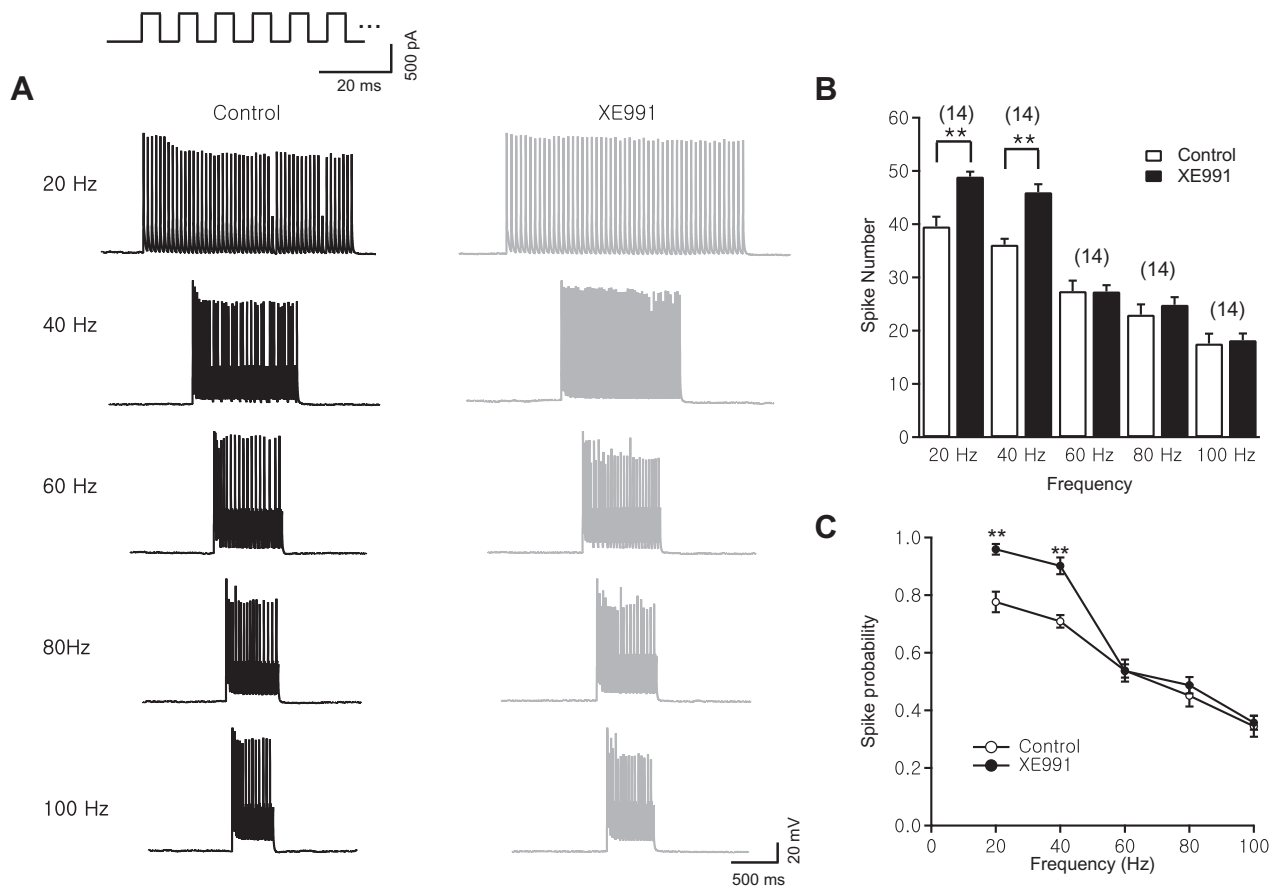 ...
500 pA
20 ms
A
Control
XE991
20 Hz
40 Hz
60 Hz
80Hz
100 Hz
20 mV
500 ms
B
Spike Number
60
50
40
30
20
10
0
(14)
**
(14)
**
(14)
(14)
(14)
Control
XE991
20 Hz
40 Hz
60 Hz
80 Hz
100 Hz
Frequency
C
Spike probability
1.0
0.8
0.6
0.4
0.2
0.0
**
**
Control
XE991
0
20
40
60
80
100
Frequency (Hz)